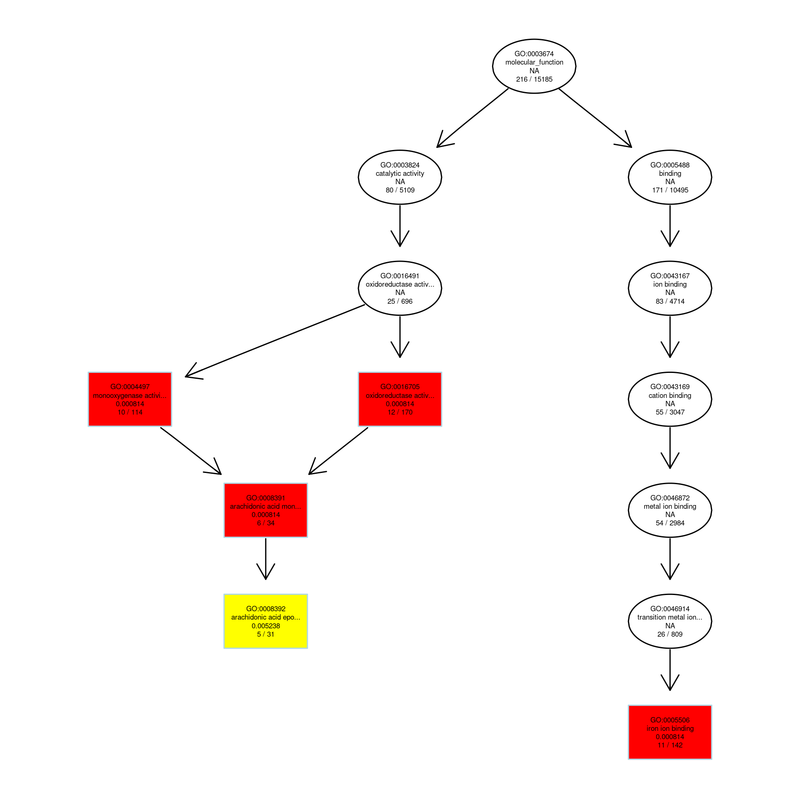 GO:0003674
molecular_function
NA
216 / 15185
GO:0003824
catalytic activity
NA
80 / 5109
GO:0005488
binding
NA
171 / 10495
GO:0016491
oxidoreductase activ...
NA
25 / 696
GO:0043167
ion binding
NA
83 / 4714
GO:0004497
monooxygenase activi...
0.000814
10 / 114
GO:0016705
oxidoreductase activ...
0.000814
12 / 170
GO:0043169
cation binding
NA
55 / 3047
GO:0008391
arachidonic acid mon...
0.000814
6 / 34
GO:0046872
metal ion binding
NA
54 / 2984
GO:0008392
arachidonic acid epo...
0.005238
5 / 31
GO:0046914
transition metal ion...
NA
26 / 809
GO:0005506
iron ion binding
0.000814
11 / 142